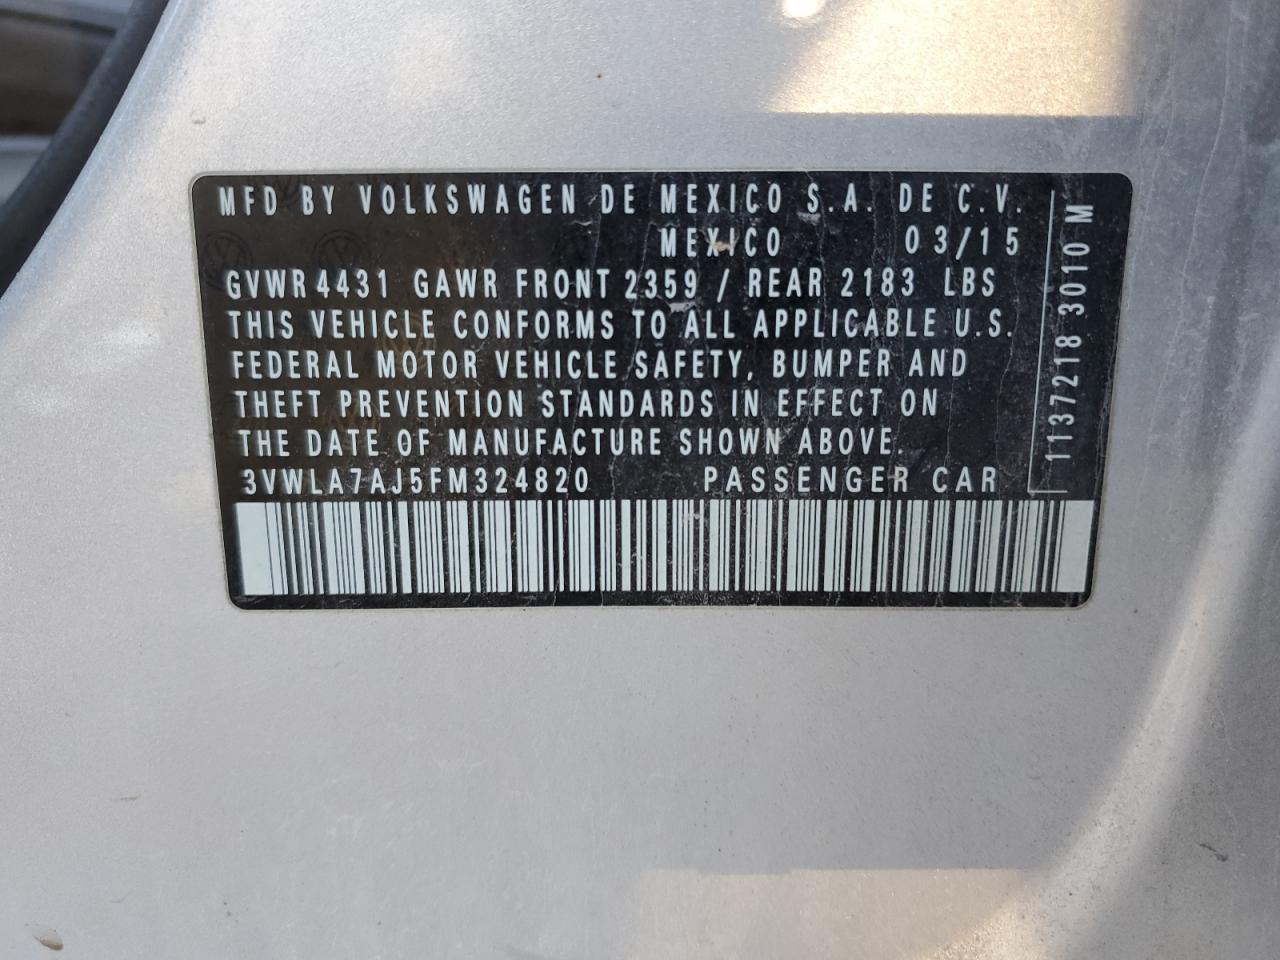 MFD BY VOLKSWAGEN DE MEXICO S.A. DE C.V.
MEXICO 03/15
GVWR 4431 GAWR FRONT 2359 / REAR 2183 LBS
THIS VEHICLE CONFORMS TO ALL APPLICABLE U.S.
FEDERAL MOTOR VEHICLE SAFETY, BUMPER AND
THEFT PREVENTION STANDARDS IN EFFECT ON
THE DATE OF MANUFACTURE SHOWN ABOVE.
3VWLA7AJ5FM324820 PASSENGER CAR
1137218 3010 M